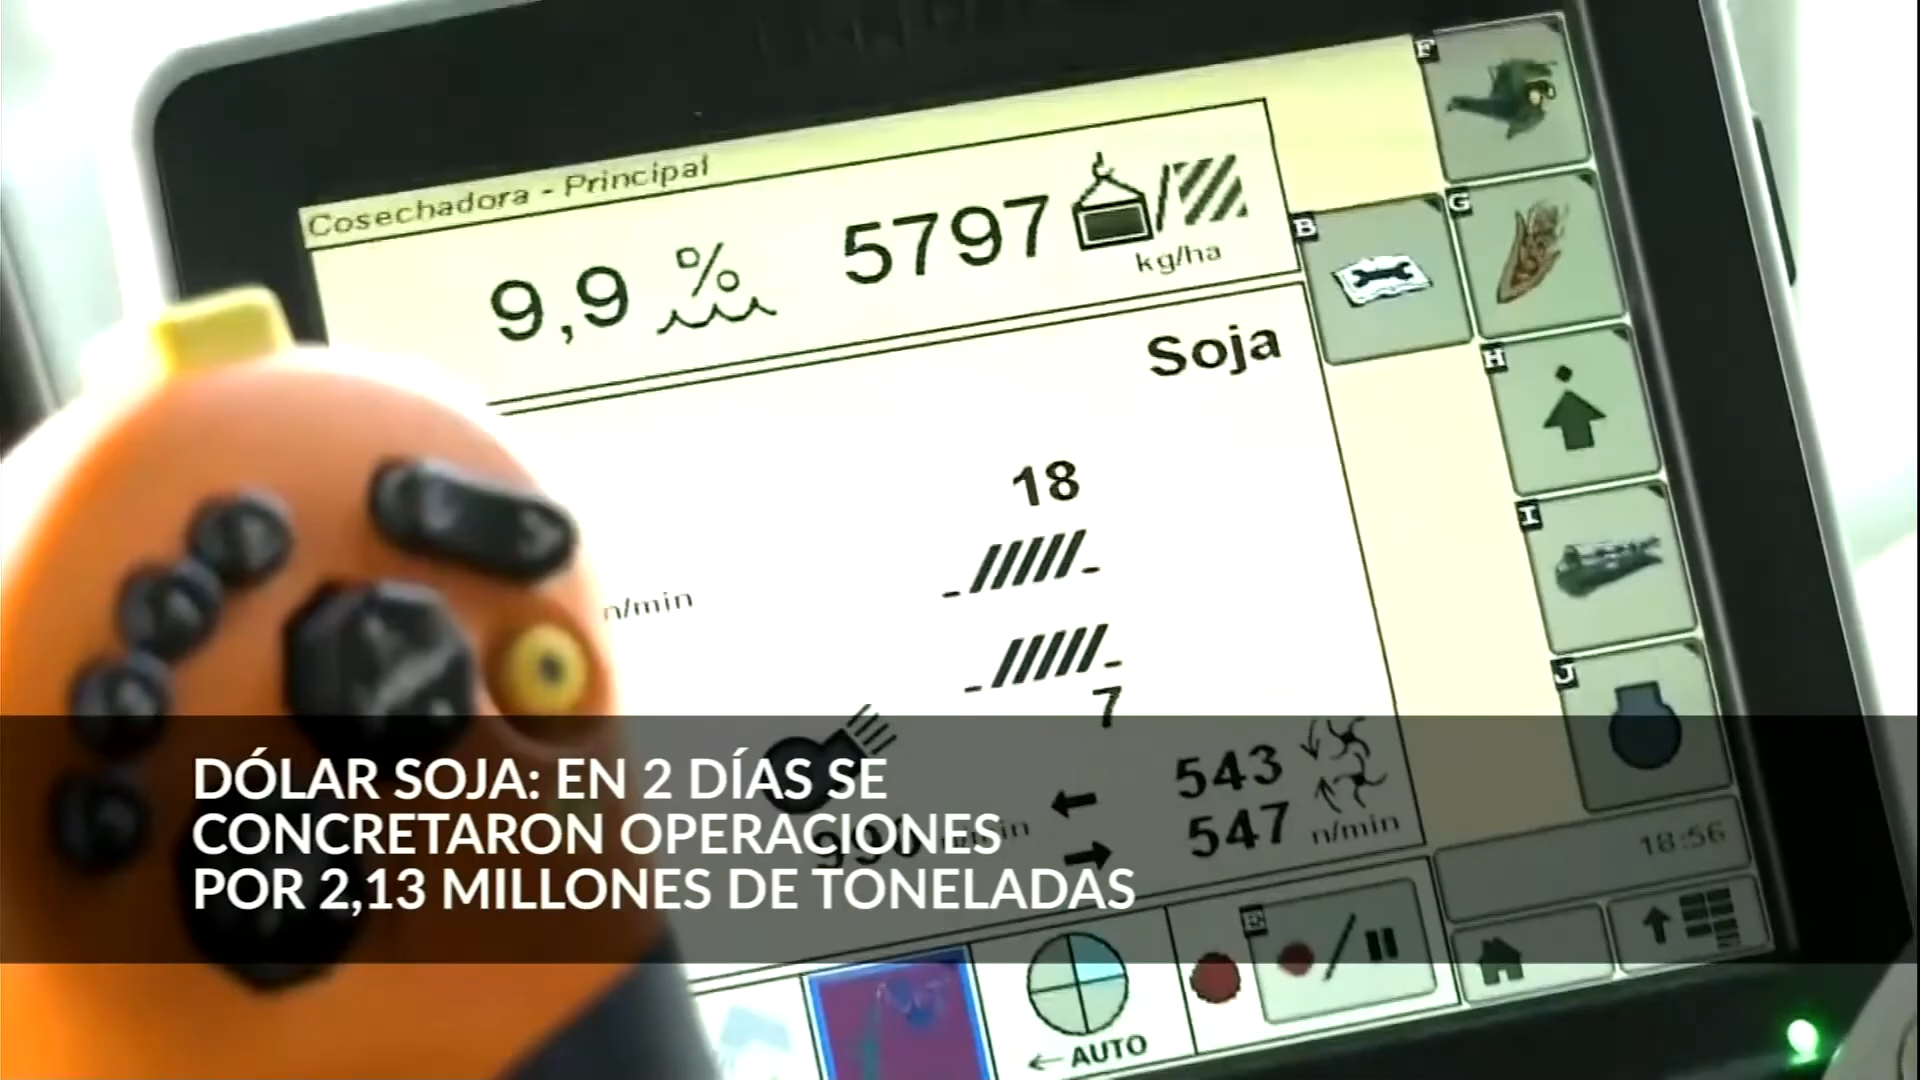 Cosechadora - Principal
9,9 %
5797
kg/ha
Soja
18
n/min
7
543
547
n/min
DÓLAR SOJA: EN 2 DÍAS SE
CONCRETARON OPERACIONES
POR 2,13 MILLONES DE TONELADAS
18:56
AUTO
F
B
G
H
I
J